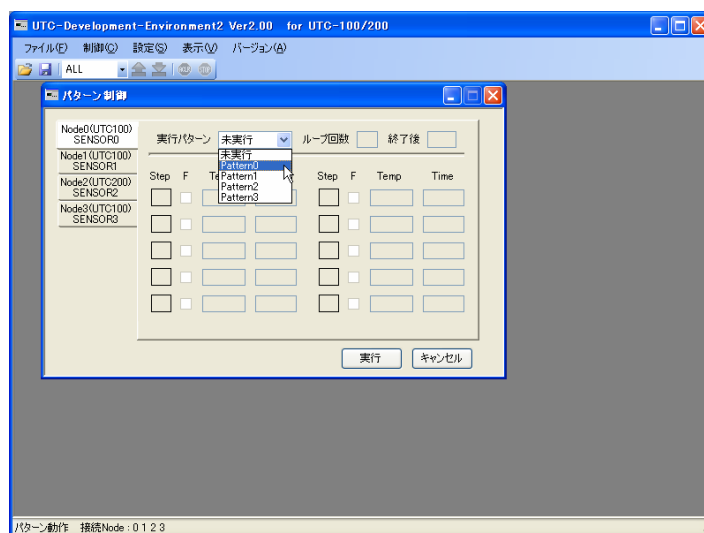 UTC-Development-Environment2 Ver2.00 for UTC-100/200
ファイル(F) 制御(C) 設定(S) 表示(V) バージョン(A)
ALL
パターン制御
Node0(UTC100)
SENSOR0
Node1(UTC100)
SENSOR1
Node2(UTC200)
SENSOR2
Node3(UTC100)
SENSOR3
実行パターン 未実行 ループ回数 終了後
未実行
Pattern0
Pattern1
Pattern2
Pattern3
Step F Step F Temp Time
実行 キャンセル
パターン動作 接続Node : 0 1 2 3